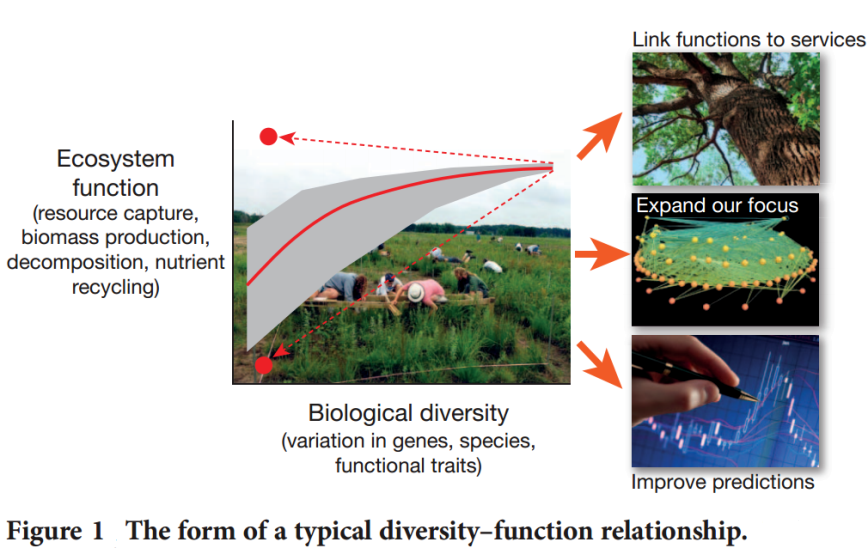 Link functions to services
Ecosystem
function
(resource capture,
biomass production,
decomposition, nutrient
recycling)
Expand our focus
Biological diversity
(variation in genes, species,
functional traits)
Improve predictions
Figure 1 The form of a typical diversity–function relationship.